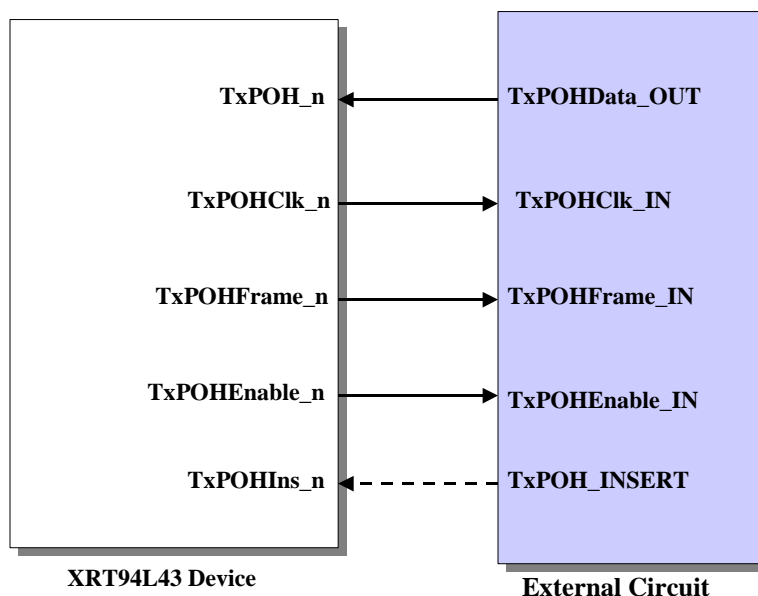 TxPOH_n TxPOHData_OUT
TxPOHClk_n TxPOHClk_IN
TxPOHFrame_n TxPOHFrame_IN
TxPOHEnable_n TxPOHEnable_IN
TxPOHIns_n TxPOH_INSERT
XRT94L43 Device External Circuit